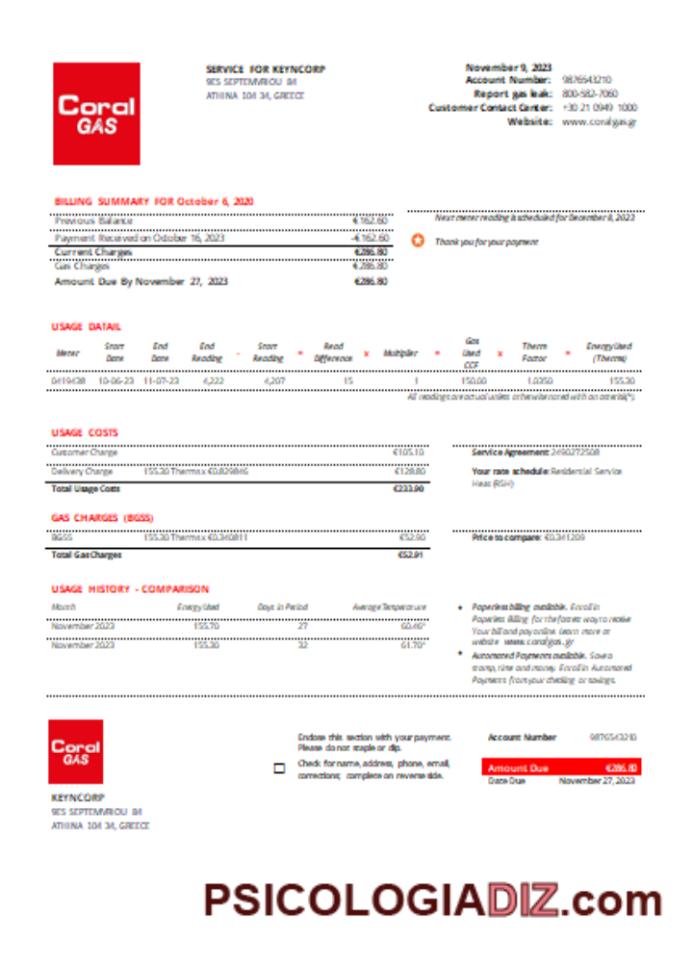 Coral
GAS
SERVICE FOR KEYNCORP
9ES SEPTEMVRIOU 84
ATHINA 104 34, GREECE
November 9, 2023
Account Number: 9876543210
Report gas leak: 800-582-7060
Customer Contact Center: +30 21 0949 1000
Website: www.coralgas.gr
BILLING SUMMARY FOR October 6, 2020
Previous Balance €162.60
Payment Received on October 16, 2023 -€162.60
Current Charges €286.80
Gas Charges €286.80
Amount Due By November 27, 2023 €286.80
Next meter reading is scheduled for December 8, 2023
Thank you for your payment
USAGE DATAIL
Meter Start Date End Date End Reading - Start Reading = Read Difference x Multiplier = Gas Used CCF x Therm Factor = Energy Used (Therms)
0419438 10-06-23 11-07-23 4,222 4,207 15 1 150.00 1.0350 155.30
All readings are actual unless otherwise noted with an asterisk(*).
USAGE COSTS
Customer Charge €105.10
Delivery Charge 155.30 Therms x €0.829846 €128.80
Total Usage Costs €233.90
Service Agreement: 2490272508
Your rate schedule: Residential Service
Heat (RSH)
GAS CHARGES (BGSS)
BGSS 155.30 Therms x €0.340811 €52.90
Total Gas Charges €52.91
Price to compare: €0.341209
USAGE HISTORY - COMPARISON
Month Energy Used Days in Period Average Temperature
November 2023 155.70 27 60.46°
November 2023 155.30 32 61.70°
• Paperless billing available. Enroll in
Paperless Billing for the fastest way to receive
Your bill and pay online. Learn more at
website www.coralgas.gr
• Automated Payments available. Save a
stamp, time and money. Enroll in Automated
Payments from your checking or savings.
Coral
GAS
KEYNCORP
9ES SEPTEMVRIOU 84
ATHINA 104 34, GREECE
Enclose this section with your payment.
Please do not staple or clip.
Check for name, address, phone, email,
corrections; complete on reverse side.
Account Number 9876543210
Amount Due €286.80
Date Due November 27, 2023
PSICOLOGIADIZ.com